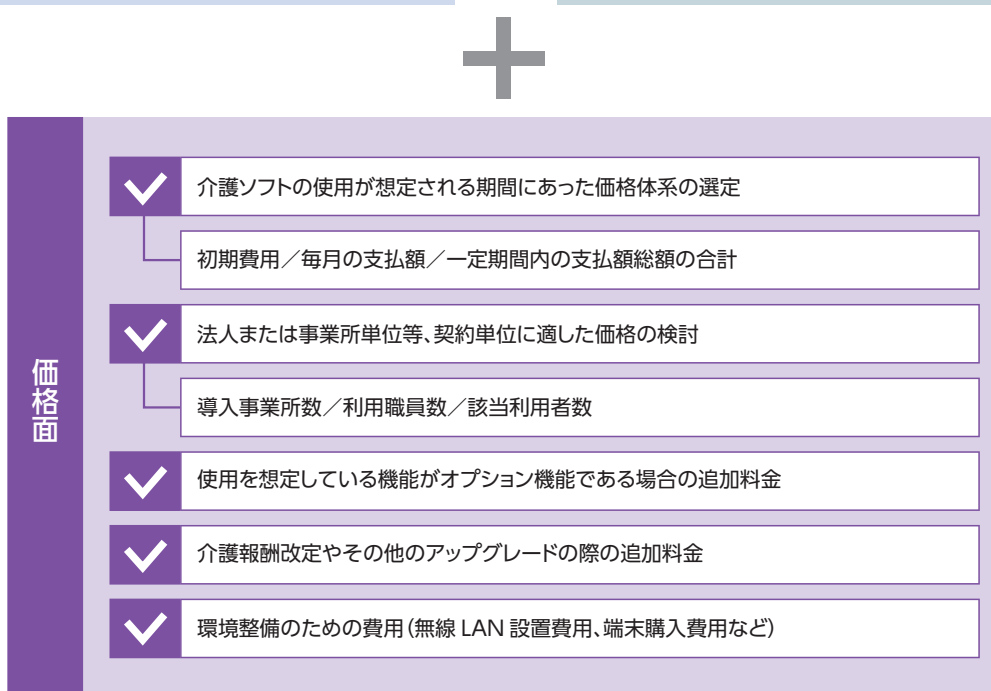 価格面
介護ソフトの使用が想定される期間にあった価格体系の選定
初期費用／毎月の支払額／一定期間内の支払額総額の合計
法人または事業所単位等、契約単位に適した価格の検討
導入事業所数／利用職員数／該当利用者数
使用を想定している機能がオプション機能である場合の追加料金
介護報酬改定やその他のアップグレードの際の追加料金
環境整備のための費用（無線 LAN 設置費用、端末購入費用など）